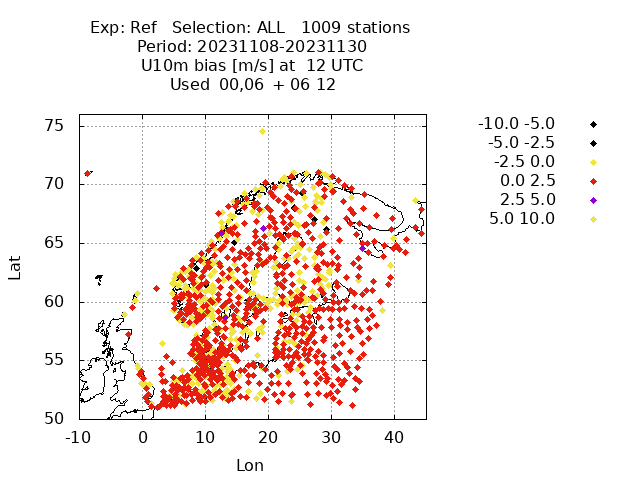 Exp: Ref   Selection: ALL   1009 stations
Period: 20231108-20231130
U10m bias [m/s] at  12 UTC
Used  00,06  + 06 12
-10.0 -5.0
-5.0 -2.5
-2.5 0.0
0.0 2.5
2.5 5.0
5.0 10.0
75
70
65
60
55
50
Lat
-10 0 10 20 30 40
Lon